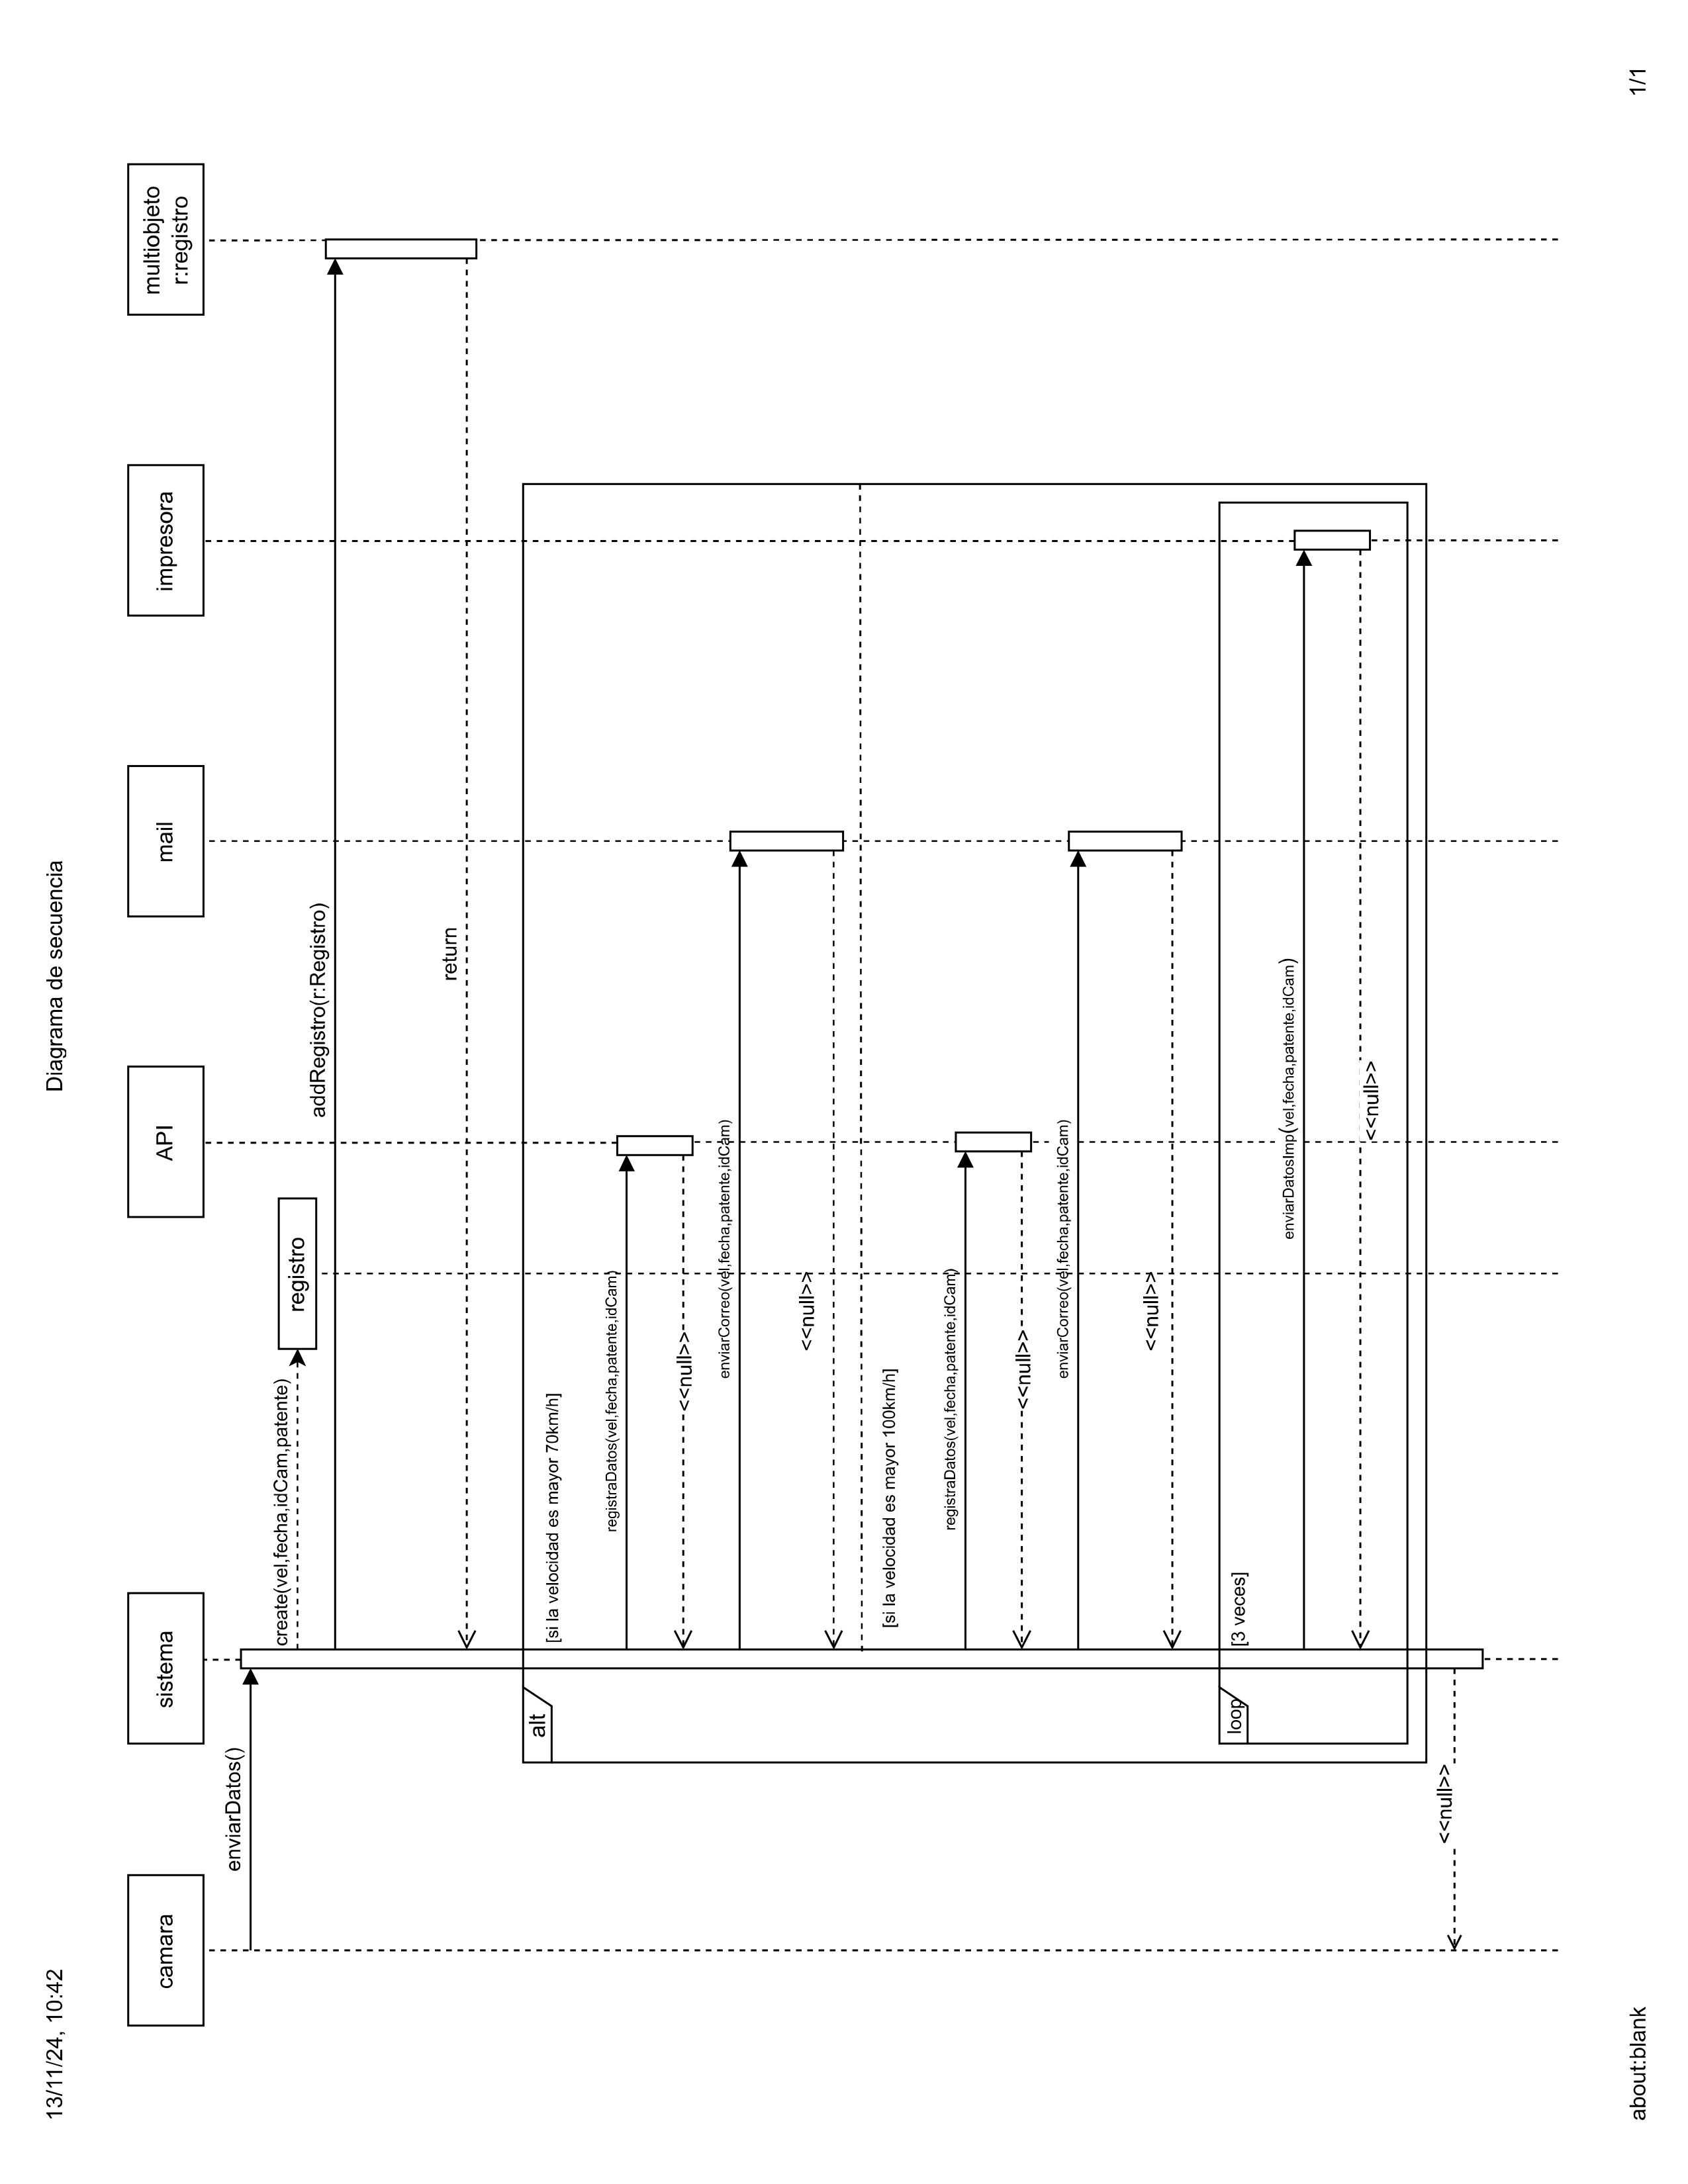 13/11/24, 10:42
Diagrama de secuencia
camara
sistema
API
mail
impresora
multiobjeto
r:registro
enviarDatos()
create(vel,fecha,idCam,patente)
registro
addRegistro(r:Registro)
return
alt
[si la velocidad es mayor 70km/h]
registraDatos(vel,fecha,patente,idCam)
<<null>>
enviarCorreo(vel,fecha,patente,idCam)
<<null>>
[si la velocidad es mayor 100km/h]
registraDatos(vel,fecha,patente,idCam)
<<null>>
enviarCorreo(vel,fecha,patente,idCam)
<<null>>
loop
[3 veces]
enviarDatosImp(vel,fecha,patente,idCam)
<<null>>
<<null>>
about:blank
1/1